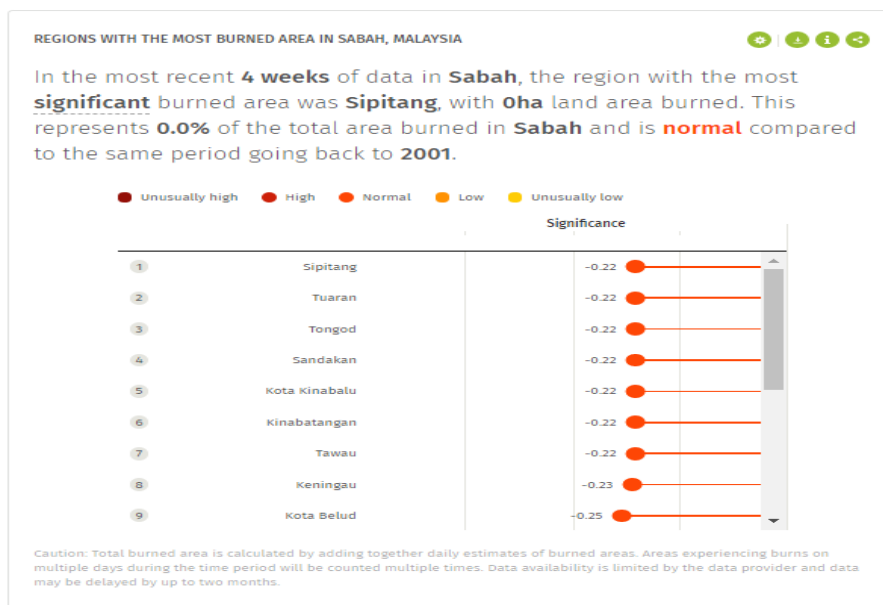 REGIONS WITH THE MOST BURNED AREA IN SABAH, MALAYSIA
In the most recent 4 weeks of data in Sabah, the region with the most
significant burned area was Sipitang, with 0ha land area burned. This
represents 0.0% of the total area burned in Sabah and is normal compared
to the same period going back to 2001.
Unusually high High Normal Low Unusually low
Significance
1 Sipitang -0.22
2 Tuaran -0.22
3 Tongod -0.22
4 Sandakan -0.22
5 Kota Kinabalu -0.22
6 Kinabatangan -0.22
7 Tawau -0.22
8 Keningau -0.23
9 Kota Belud -0.25
Caution: Total burned area is calculated by adding together daily estimates of burned areas. Areas experiencing burns on
multiple days during the time period will be counted multiple times. Data availability is limited by the data provider and data
may be delayed by up to two months.